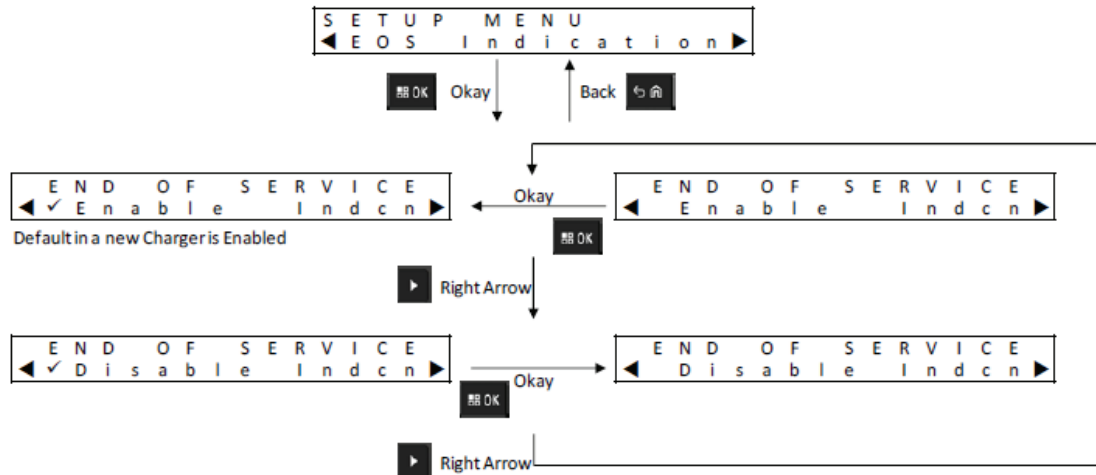 SETUP MENU
◀EOS Indication▶
OK Okay
Back
END OF SERVICE
◀✓Enable Indcn▶
Okay
END OF SERVICE
◀ Enable Indcn▶
Default in a new Charger is Enabled
OK
Right Arrow
END OF SERVICE
◀✓Disable Indcn▶
Okay
OK
END OF SERVICE
◀ Disable Indcn▶
Right Arrow